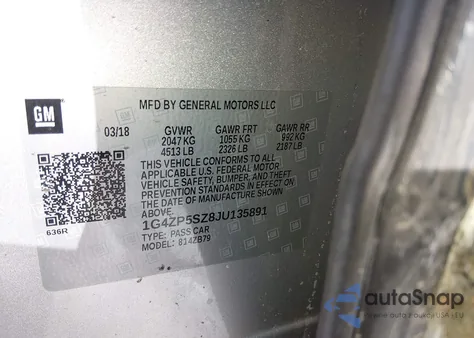 GM
MFD BY GENERAL MOTORS LLC
03/18 GVWR GAWR FRT GAWR RR
2047 KG 1055 KG 992 KG
4513 LB 2326 LB 2187 LB
THIS VEHICLE CONFORMS TO ALL
APPLICABLE U.S. FEDERAL MOTOR
VEHICLE SAFETY, BUMPER, AND THEFT
PREVENTION STANDARDS IN EFFECT ON
THE DATE OF MANUFACTURE SHOWN
ABOVE.
1G4ZP5SZ8JU135891
TYPE: PASS CAR
MODEL: 814ZB79
636R
autoSnap